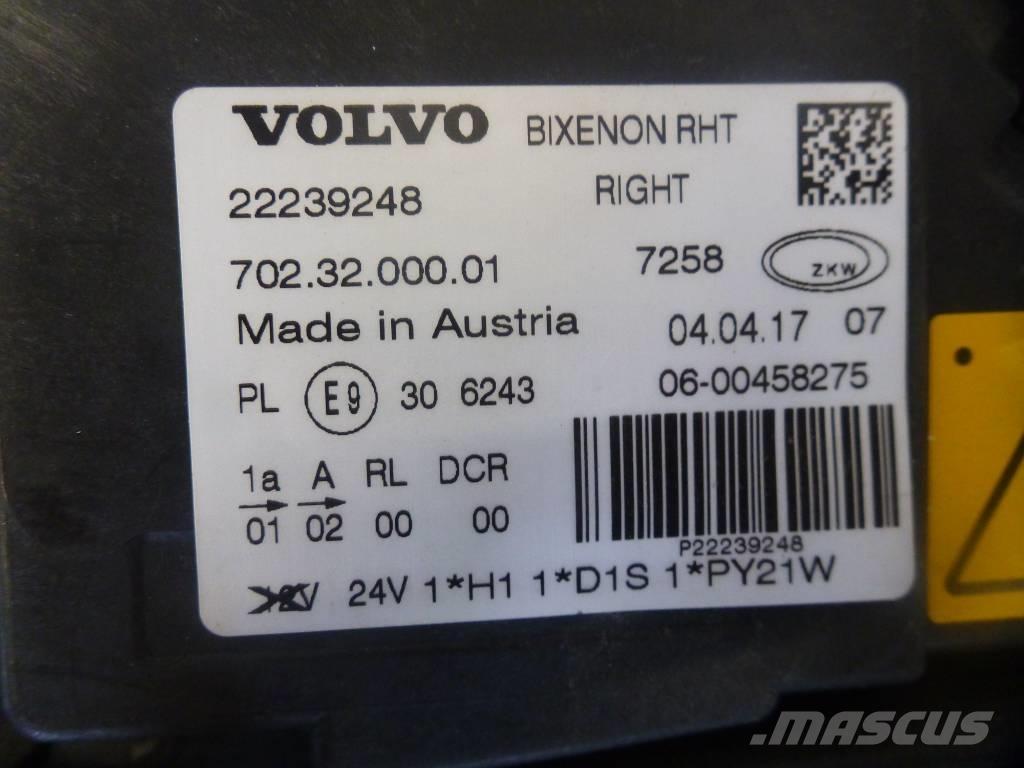 VOLVO BIXENON RHT
22239248 RIGHT
702.32.000.01 7258 ZKW
Made in Austria 04.04.17 07
PL E9 30 6243 06-00458275
1a A RL DCR
01 02 00 00
P22239248
12V 24V 1*H1 1*D1S 1*PY21W
MASCUS